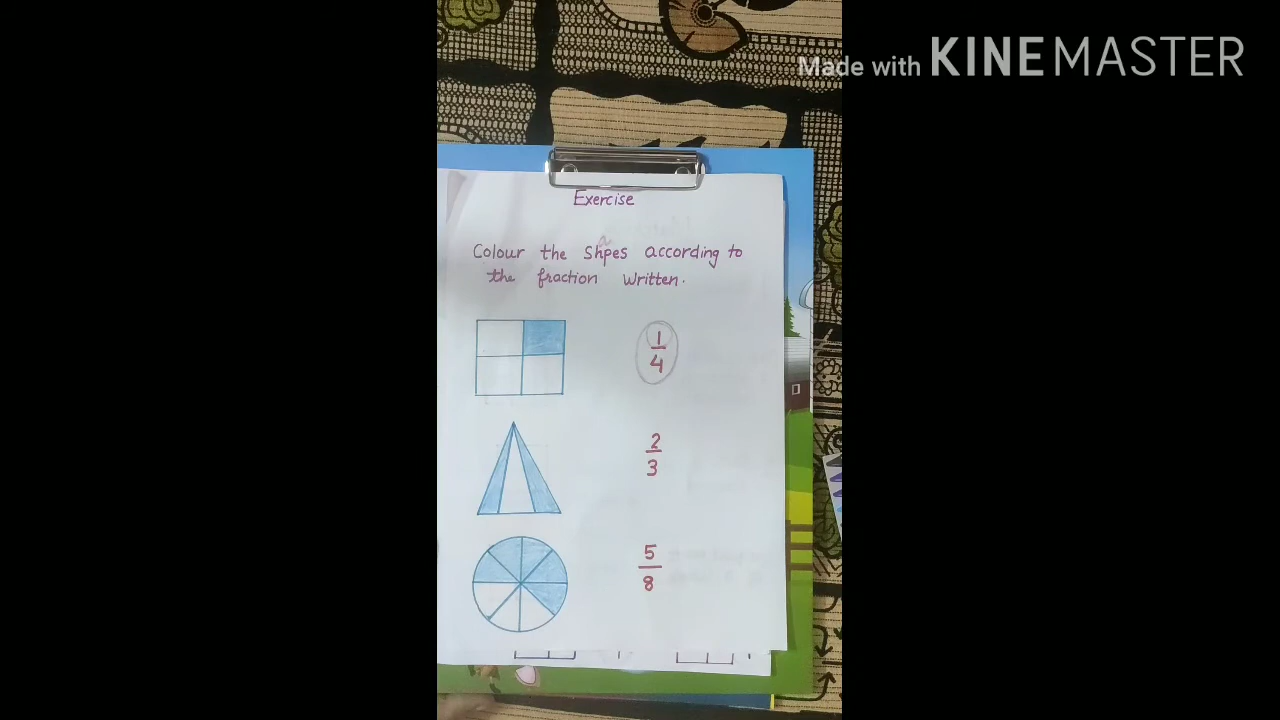 Made with KINEMASTER
Exercise
a
Colour the Shpes according to
the fraction written.
1
4
2
3
5
8